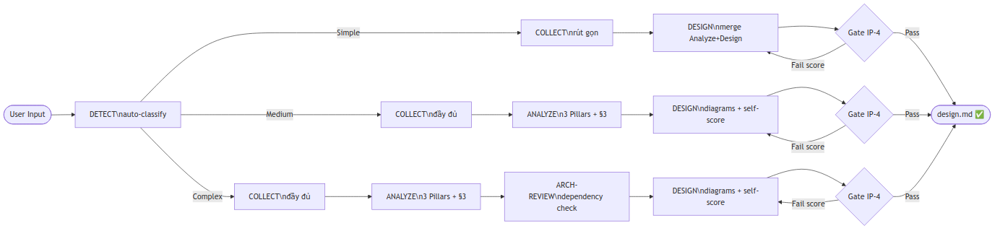 Simple
COLLECT\nrút gọn
DESIGN\nmerge
Analyze+Design
Gate IP-4
Pass
Fail score
User Input
DETECT\nauto-classify
Medium
COLLECT\nđầy đủ
ANALYZE\n3 Pillars + §3
DESIGN\ndiagrams + self-
score
Gate IP-4
Pass
design.md ✅
Fail score
Complex
COLLECT\nđầy đủ
ANALYZE\n3 Pillars + §3
ARCH-
REVIEW\ndependency
check
DESIGN\ndiagrams + self-
score
Gate IP-4
Pass
Fail score